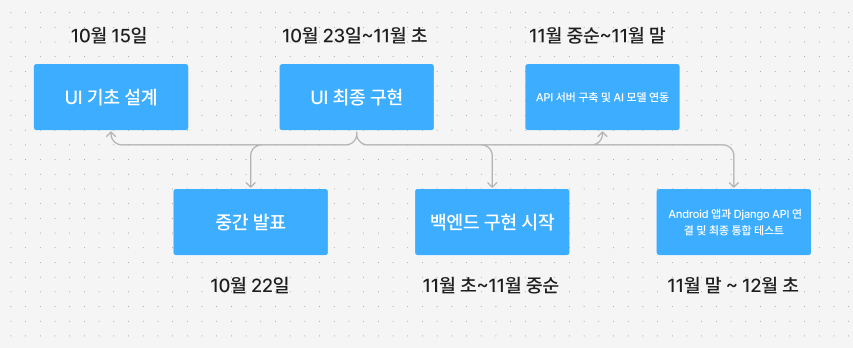 10월 15일
10월 23일~11월 초
11월 중순~11월 말
UI 기초 설계
UI 최종 구현
API 서버 구축 및 AI 모델 연동
중간 발표
백엔드 구현 시작
Android 앱과 Django API 연
결 및 최종 통합 테스트
10월 22일
11월 초~11월 중순
11월 말 ~ 12월 초